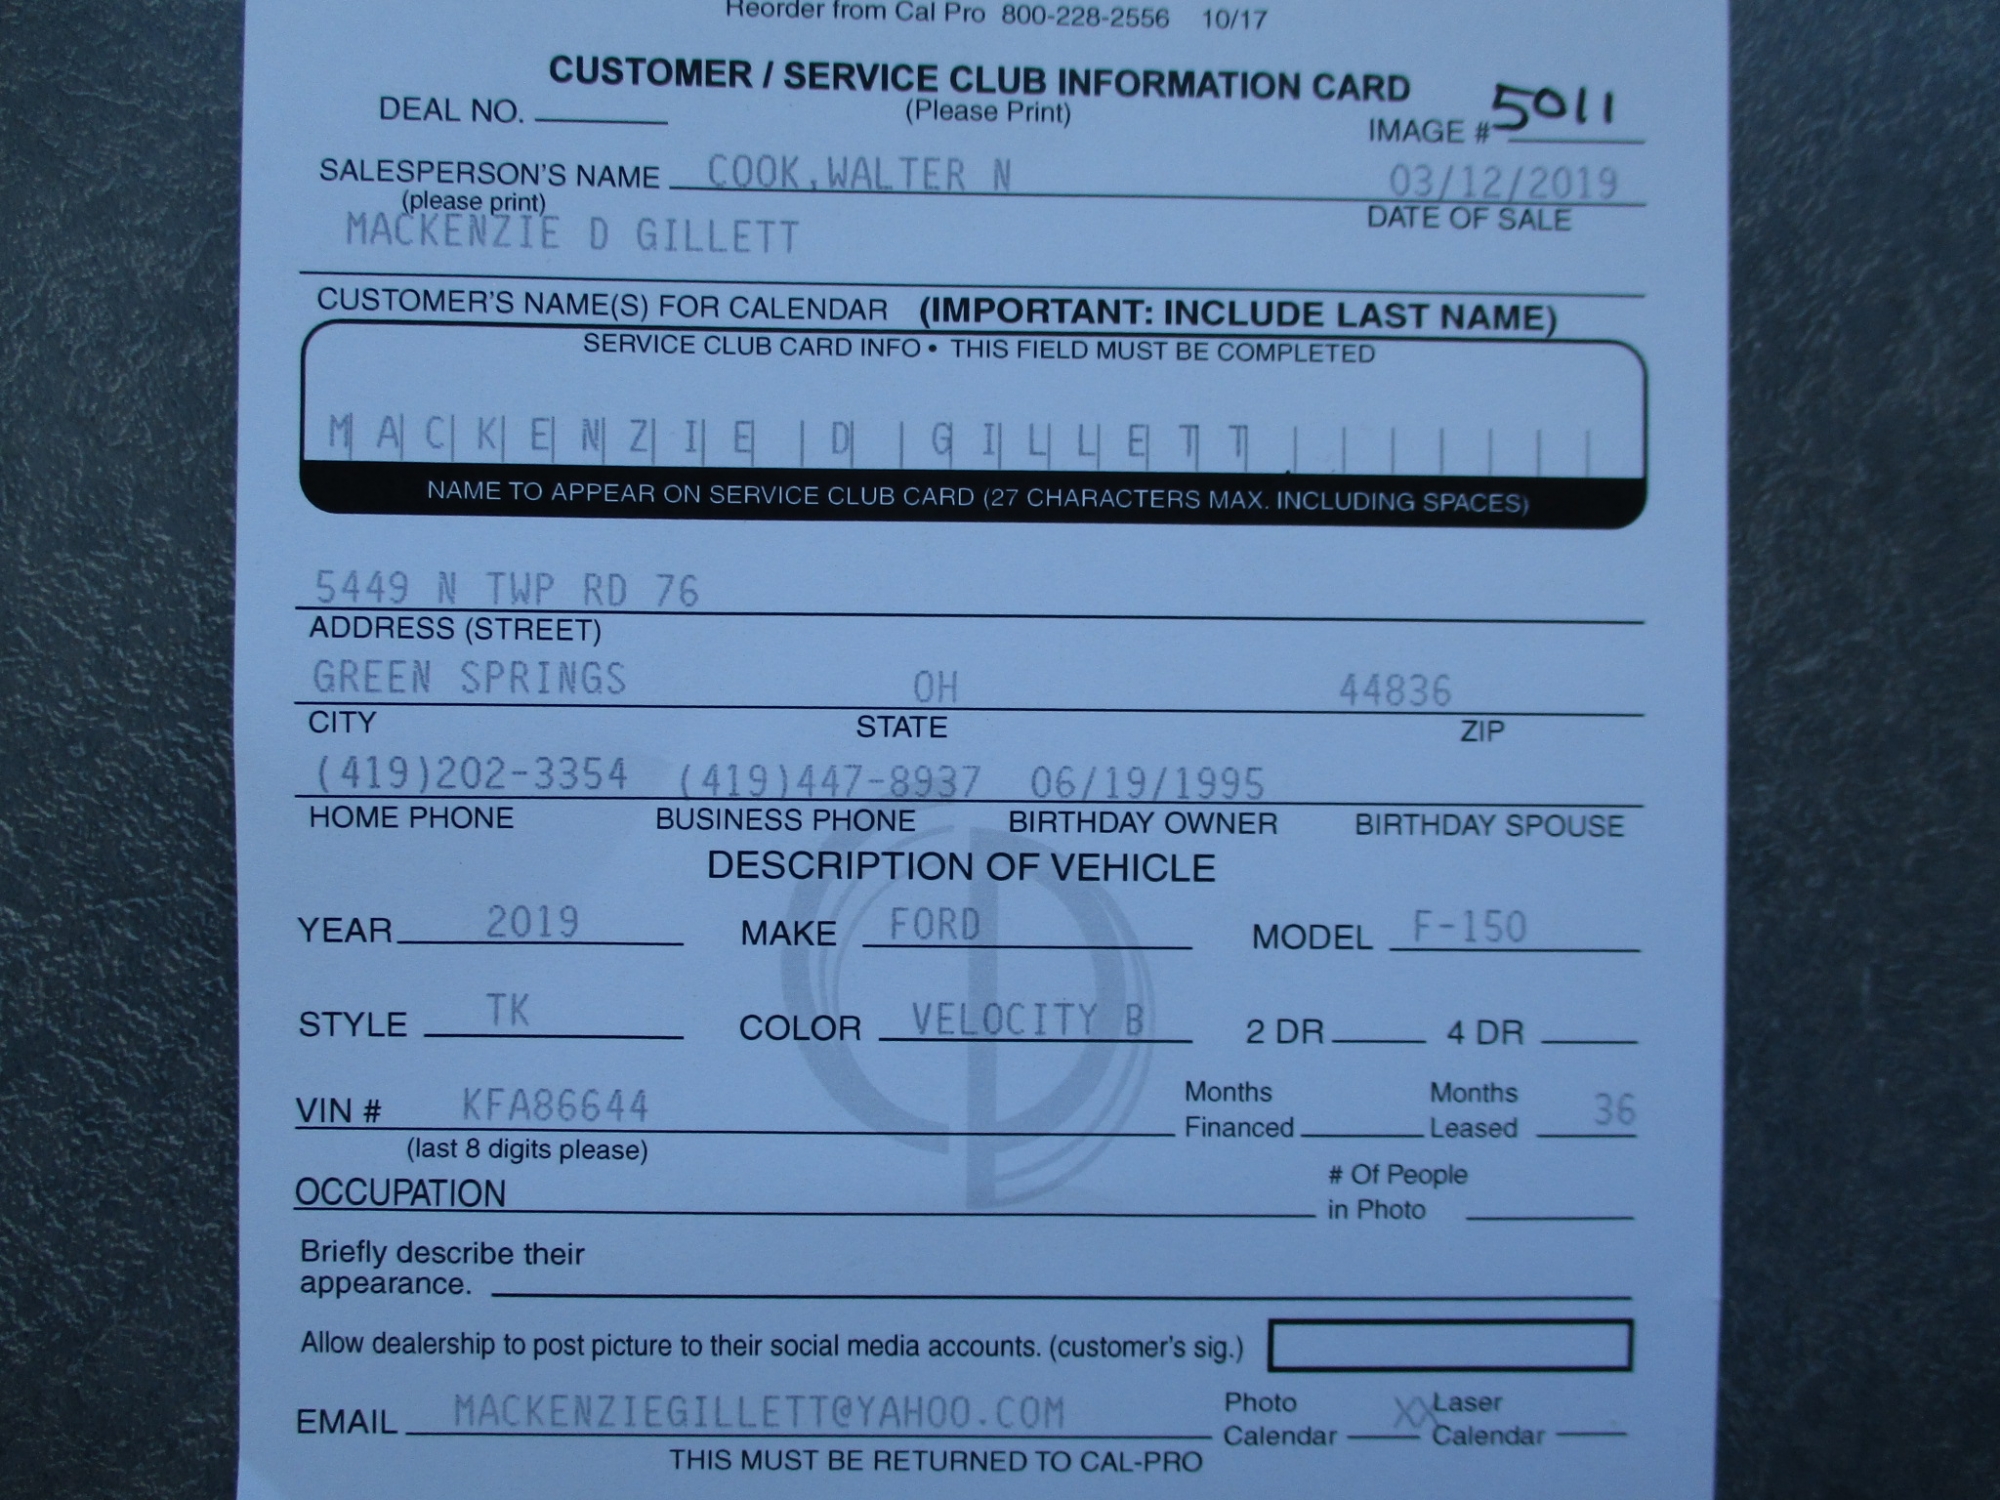 Reorder from Cal Pro 800-228-2556 10/17
CUSTOMER / SERVICE CLUB INFORMATION CARD
DEAL NO. (Please Print) IMAGE # 5011
SALESPERSON'S NAME COOK,WALTER N 03/12/2019
(please print) DATE OF SALE
MACKENZIE D GILLETT
CUSTOMER'S NAME(S) FOR CALENDAR (IMPORTANT: INCLUDE LAST NAME)
SERVICE CLUB CARD INFO • THIS FIELD MUST BE COMPLETED
MACKENZIE D GILLETT
NAME TO APPEAR ON SERVICE CLUB CARD (27 CHARACTERS MAX. INCLUDING SPACES)
5449 N TWP RD 76
ADDRESS (STREET)
GREEN SPRINGS OH 44836
CITY STATE ZIP
(419)202-3354 (419)447-8937 06/19/1995
HOME PHONE BUSINESS PHONE BIRTHDAY OWNER BIRTHDAY SPOUSE
DESCRIPTION OF VEHICLE
YEAR 2019 MAKE FORD MODEL F-150
STYLE TK COLOR VELOCITY B 2 DR 4 DR
VIN # KFA86644 Months Financed Months Leased 36
(last 8 digits please)
OCCUPATION # Of People in Photo
Briefly describe their
appearance.
Allow dealership to post picture to their social media accounts. (customer's sig.)
EMAIL MACKENZIEGILLETT@YAHOO.COM Photo Calendar XX Laser Calendar
THIS MUST BE RETURNED TO CAL-PRO